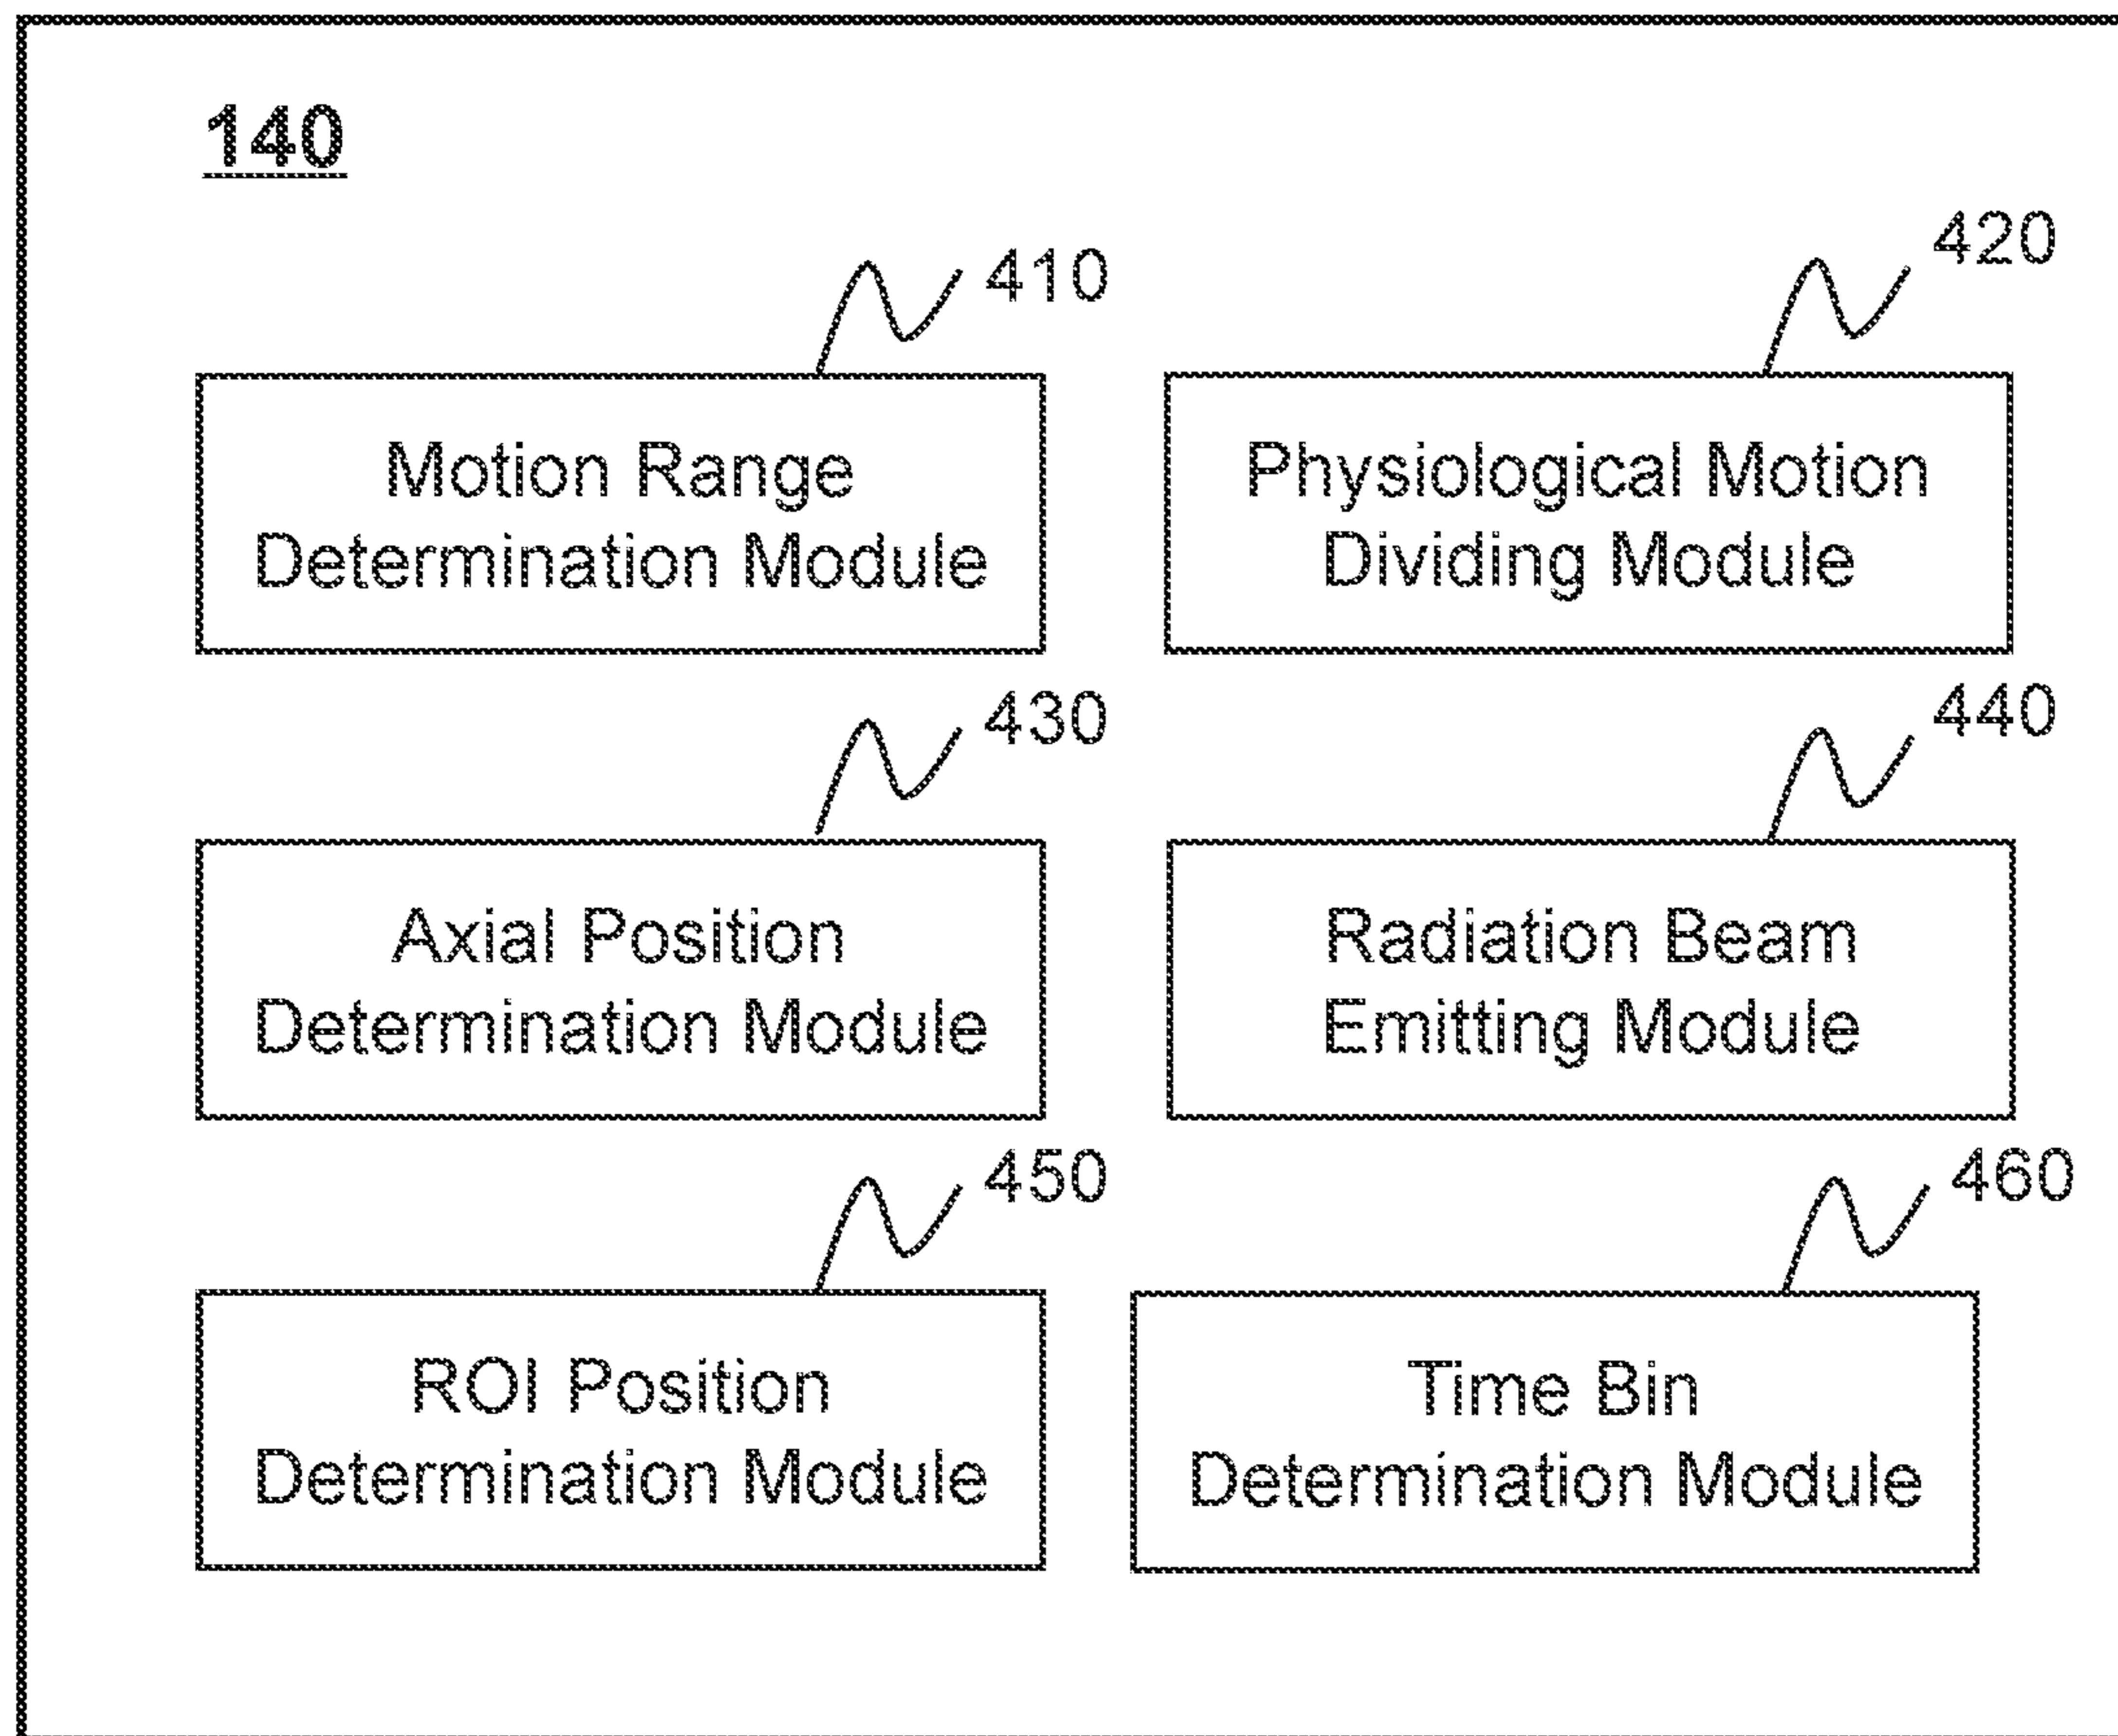 140
410
420
Motion Range
Determination Module
Physiological Motion
Dividing Module
430
440
Axial Position
Determination Module
Radiation Beam
Emitting Module
450
460
ROI Position
Determination Module
Time Bin
Determination Module